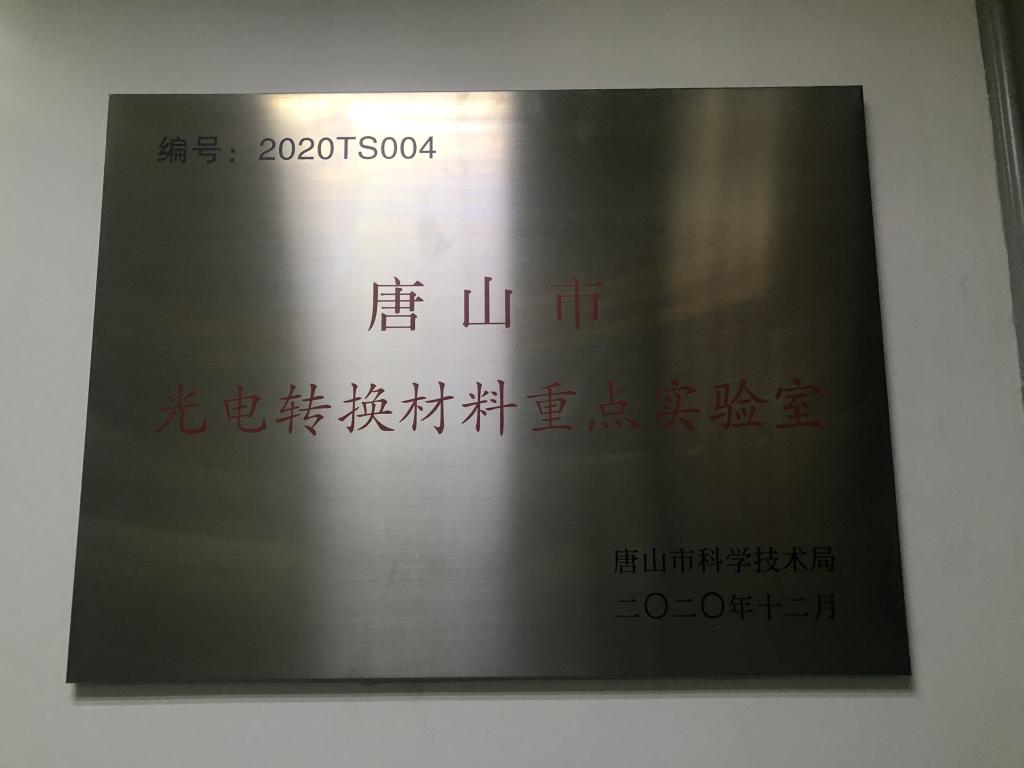 编号：2020TS004
唐山市
光电转换材料重点实验室
唐山市科学技术局
二〇二〇年十二月